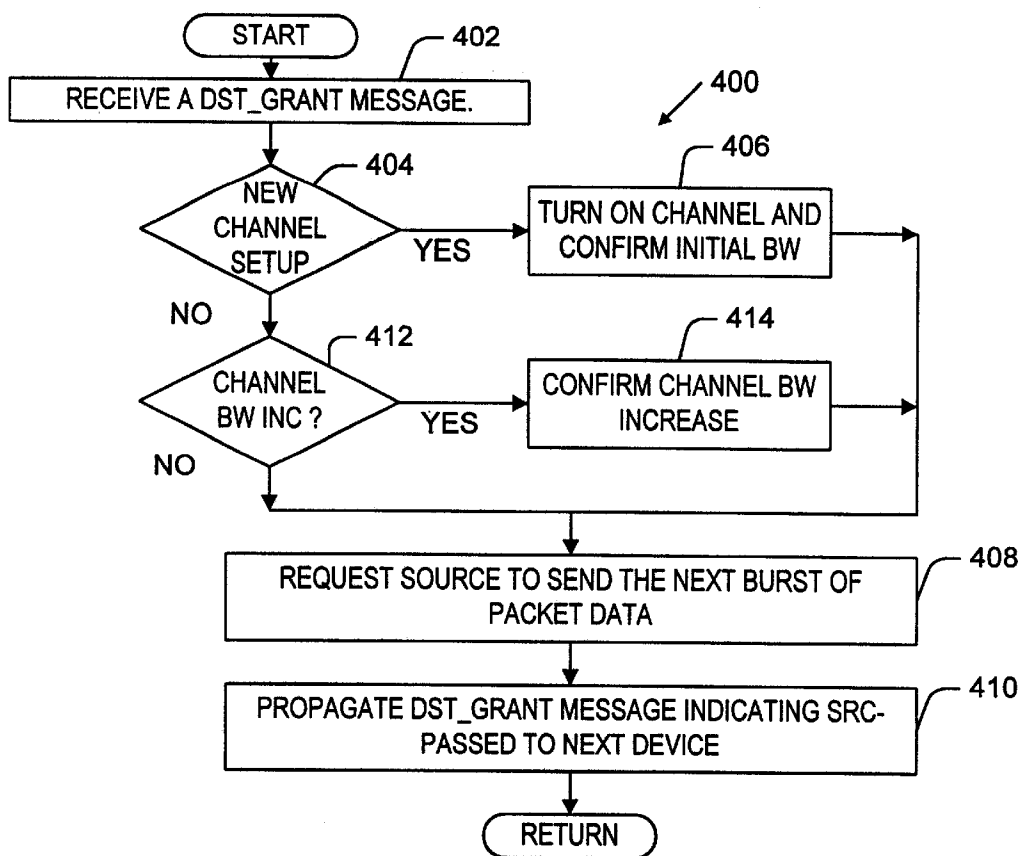 START
402
RECEIVE A DST_GRANT MESSAGE.
400
404
NEW
CHANNEL
SETUP
YES
406
TURN ON CHANNEL AND
CONFIRM INITIAL BW
NO
412
CHANNEL
BW INC ?
YES
414
CONFIRM CHANNEL BW
INCREASE
NO
408
REQUEST SOURCE TO SEND THE NEXT BURST OF
PACKET DATA
410
PROPAGATE DST_GRANT MESSAGE INDICATING SRC-
PASSED TO NEXT DEVICE
RETURN